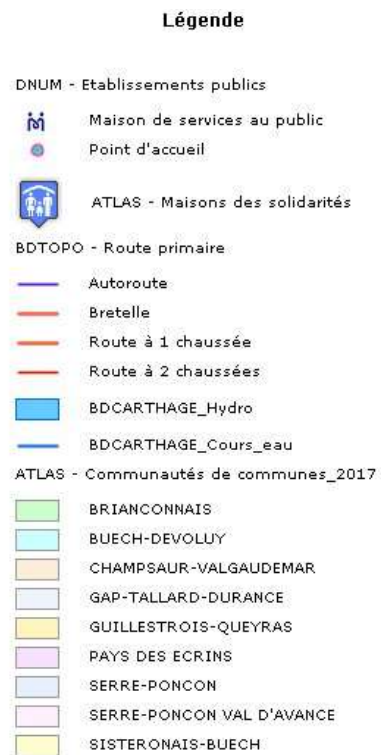 Légende
DNUM - Etablissements publics
Maison de services au public
Point d'accueil
ATLAS - Maisons des solidarités
BDTOPO - Route primaire
Autoroute
Bretelle
Route à 1 chaussée
Route à 2 chaussées
BDCARTHAGE_Hydro
BDCARTHAGE_Cours_eau
ATLAS - Communautés de communes_2017
BRIANCONNAIS
BUECH-DEVOLUY
CHAMPSAUR-VALGAUDEMAR
GAP-TALLARD-DURANCE
GUILLESTROIS-QUEYRAS
PAYS DES ECRINS
SERRE-PONCON
SERRE-PONCON VAL D'AVANCE
SISTERONAIS-BUECH